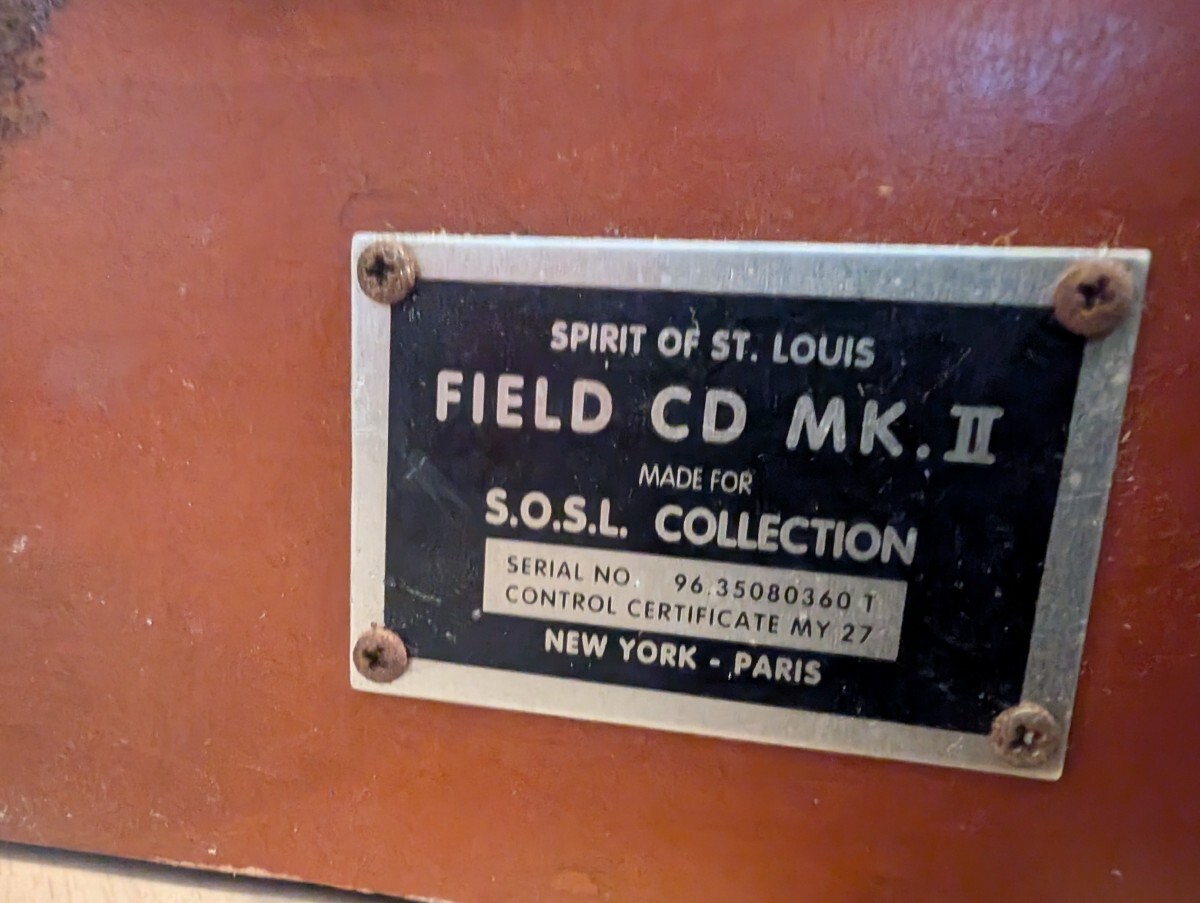 SPIRIT OF ST. LOUIS
FIELD CD MK.II
MADE FOR
S.O.S.L. COLLECTION
SERIAL NO. 96.35080360 T
CONTROL CERTIFICATE MY 27
NEW YORK - PARIS